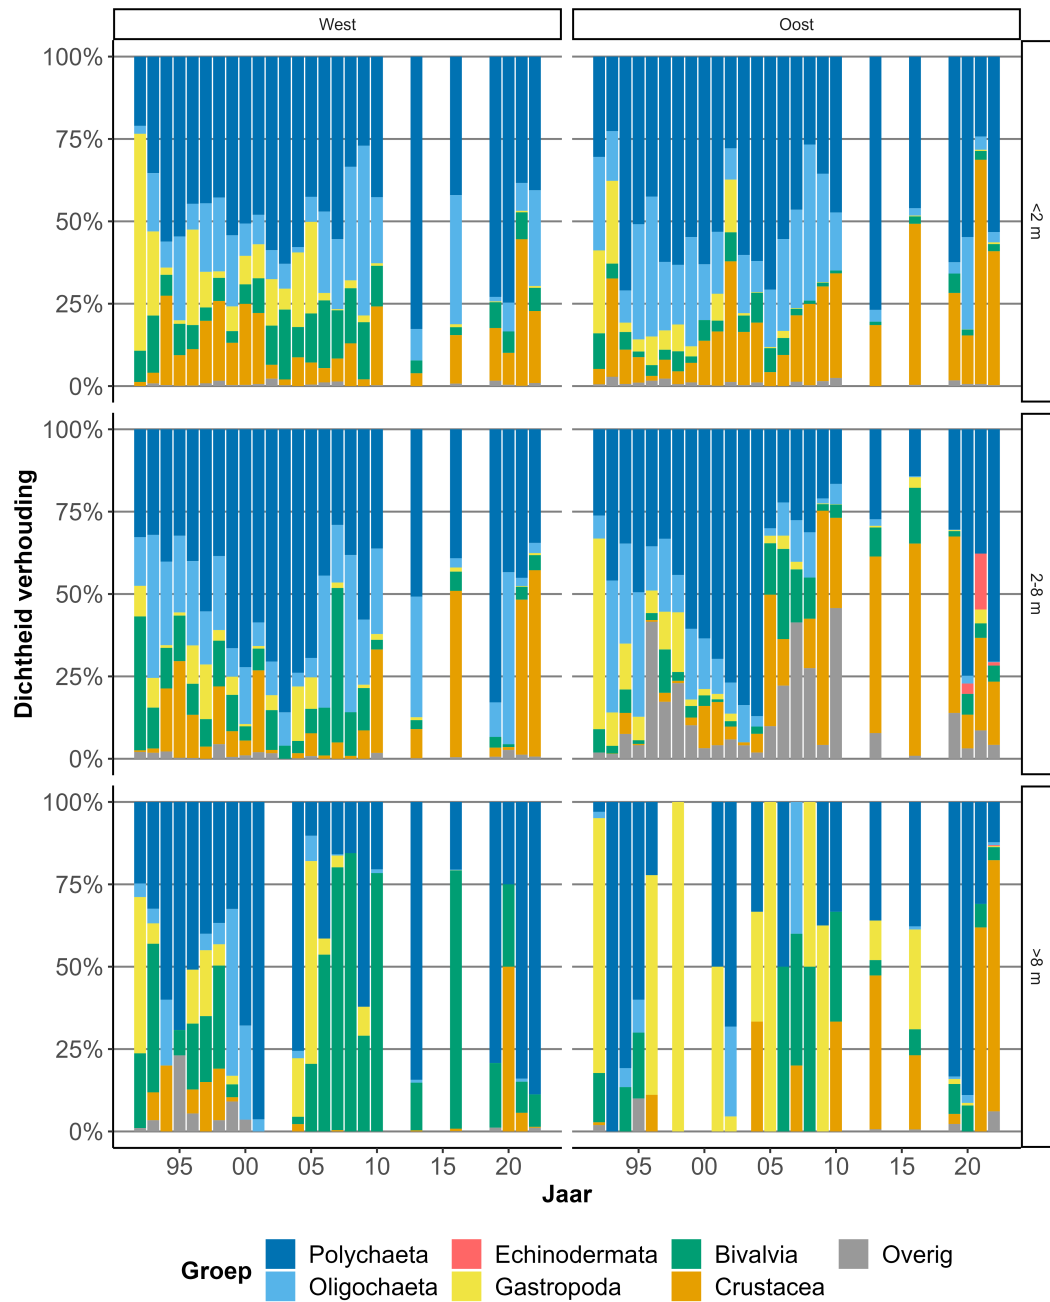 West Oost
100%
75%
50%
25%
0%
<2 m
100%
75%
50%
25%
0%
2-8 m
Dichtheid verhouding
100%
75%
50%
25%
0%
>8 m
95 00 05 10 15 20 95 00 05 10 15 20
Jaar
Groep
Polychaeta Echinodermata Bivalvia Overig
Oligochaeta Gastropoda Crustacea